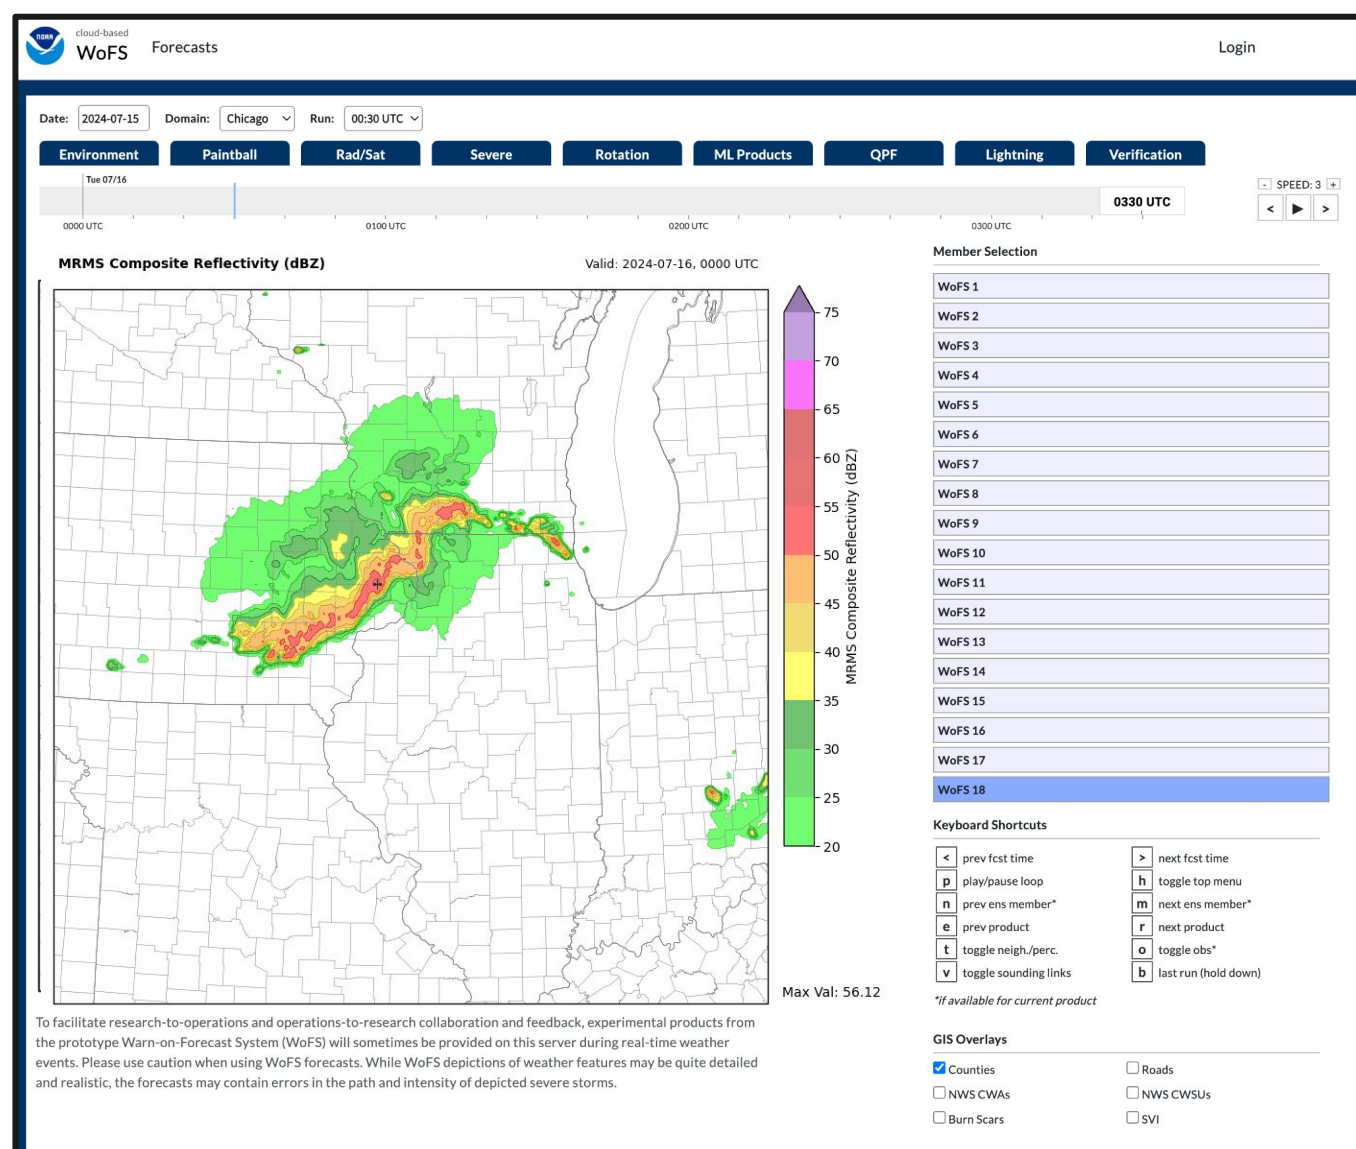 NOAA
cloud-based
WoFS
Forecasts
Login
Date: 2024-07-15 Domain: Chicago Run: 00:30 UTC
Environment Paintball Rad/Sat Severe Rotation ML Products QPF Lightning Verification
Tue 07/16
0330 UTC
- SPEED: 3 +
< ▶ >
0000 UTC 0100 UTC 0200 UTC 0300 UTC
MRMS Composite Reflectivity (dBZ) Valid: 2024-07-16, 0000 UTC
75
70
65
60
55
50
45
40
35
30
25
20
MRMS Composite Reflectivity (dBZ)
Max Val: 56.12
To facilitate research-to-operations and operations-to-research collaboration and feedback, experimental products from
the prototype Warn-on-Forecast System (WoFS) will sometimes be provided on this server during real-time weather
events. Please use caution when using WoFS forecasts. While WoFS depictions of weather features may be quite detailed
and realistic, the forecasts may contain errors in the path and intensity of depicted severe storms.
Member Selection
WoFS 1
WoFS 2
WoFS 3
WoFS 4
WoFS 5
WoFS 6
WoFS 7
WoFS 8
WoFS 9
WoFS 10
WoFS 11
WoFS 12
WoFS 13
WoFS 14
WoFS 15
WoFS 16
WoFS 17
WoFS 18
Keyboard Shortcuts
< prev fcst time > next fcst time
p play/pause loop h toggle top menu
n prev ens member* m next ens member*
e prev product r next product
t toggle neigh./perc. o toggle obs*
v toggle sounding links b last run (hold down)
*if available for current product
GIS Overlays
Counties Roads
NWS CWAs NWS CWSUs
Burn Scars SVI